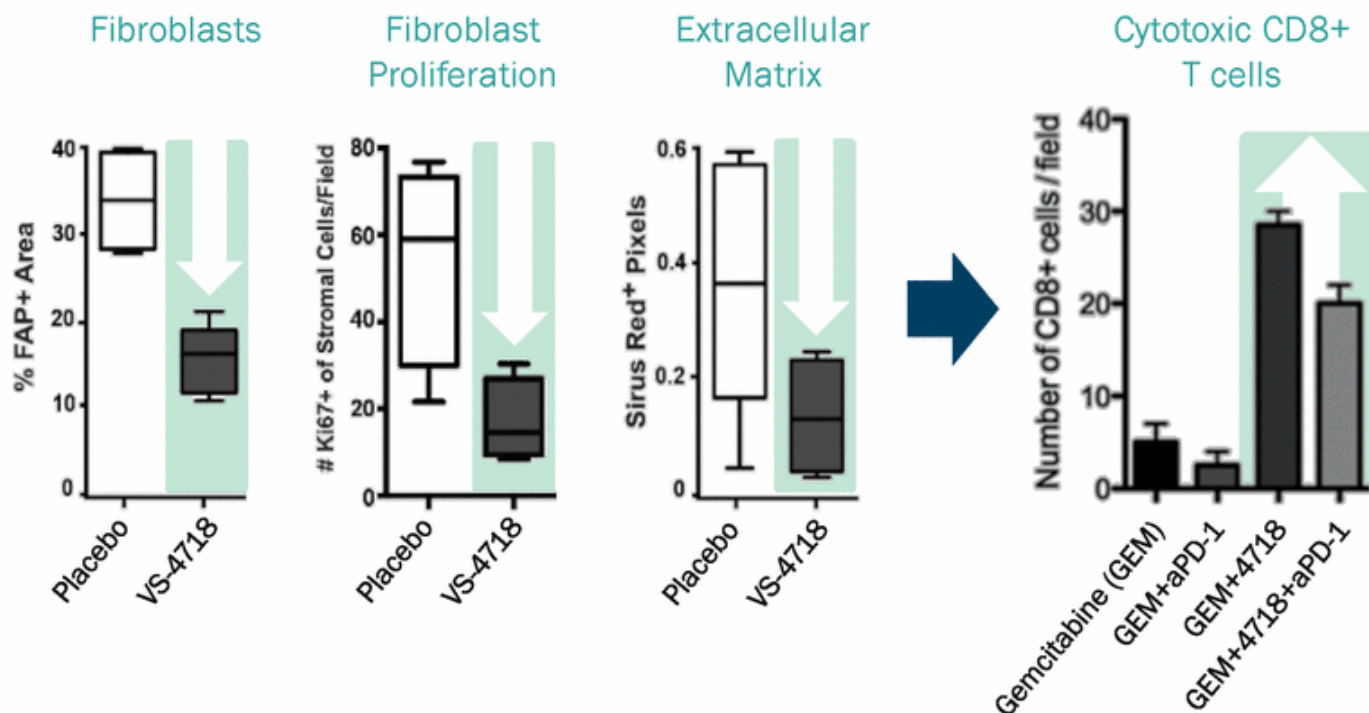 Fibroblasts
Fibroblast
Proliferation
Extracellular
Matrix
Cytotoxic CD8+
T cells
% FAP+ Area
40
30
20
10
0
Placebo
VS-4718
# Ki67+ of Stromal Cells/Field
80
60
40
20
0
Placebo
VS-4718
Sirus Red+ Pixels
0.6
0.4
0.2
0
Placebo
VS-4718
Number of CD8+ cells/field
40
30
20
10
0
Gemcitabine (GEM)
GEM+aPD-1
GEM+4718
GEM+4718+aPD-1